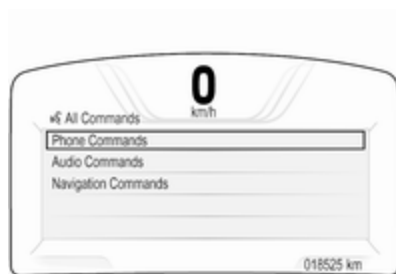 0
km/h
All Commands
Phone Commands
Audio Commands
Navigation Commands
018525 km